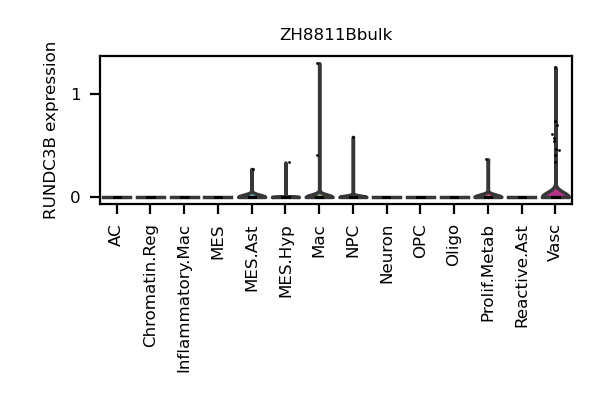 ZH8811Bbulk
RUNDC3B expression
1
0
AC
Chromatin.Reg
Inflammatory.Mac
MES
MES.Ast
MES.Hyp
Mac
NPC
Neuron
OPC
Oligo
Prolif.Metab
Reactive.Ast
Vasc